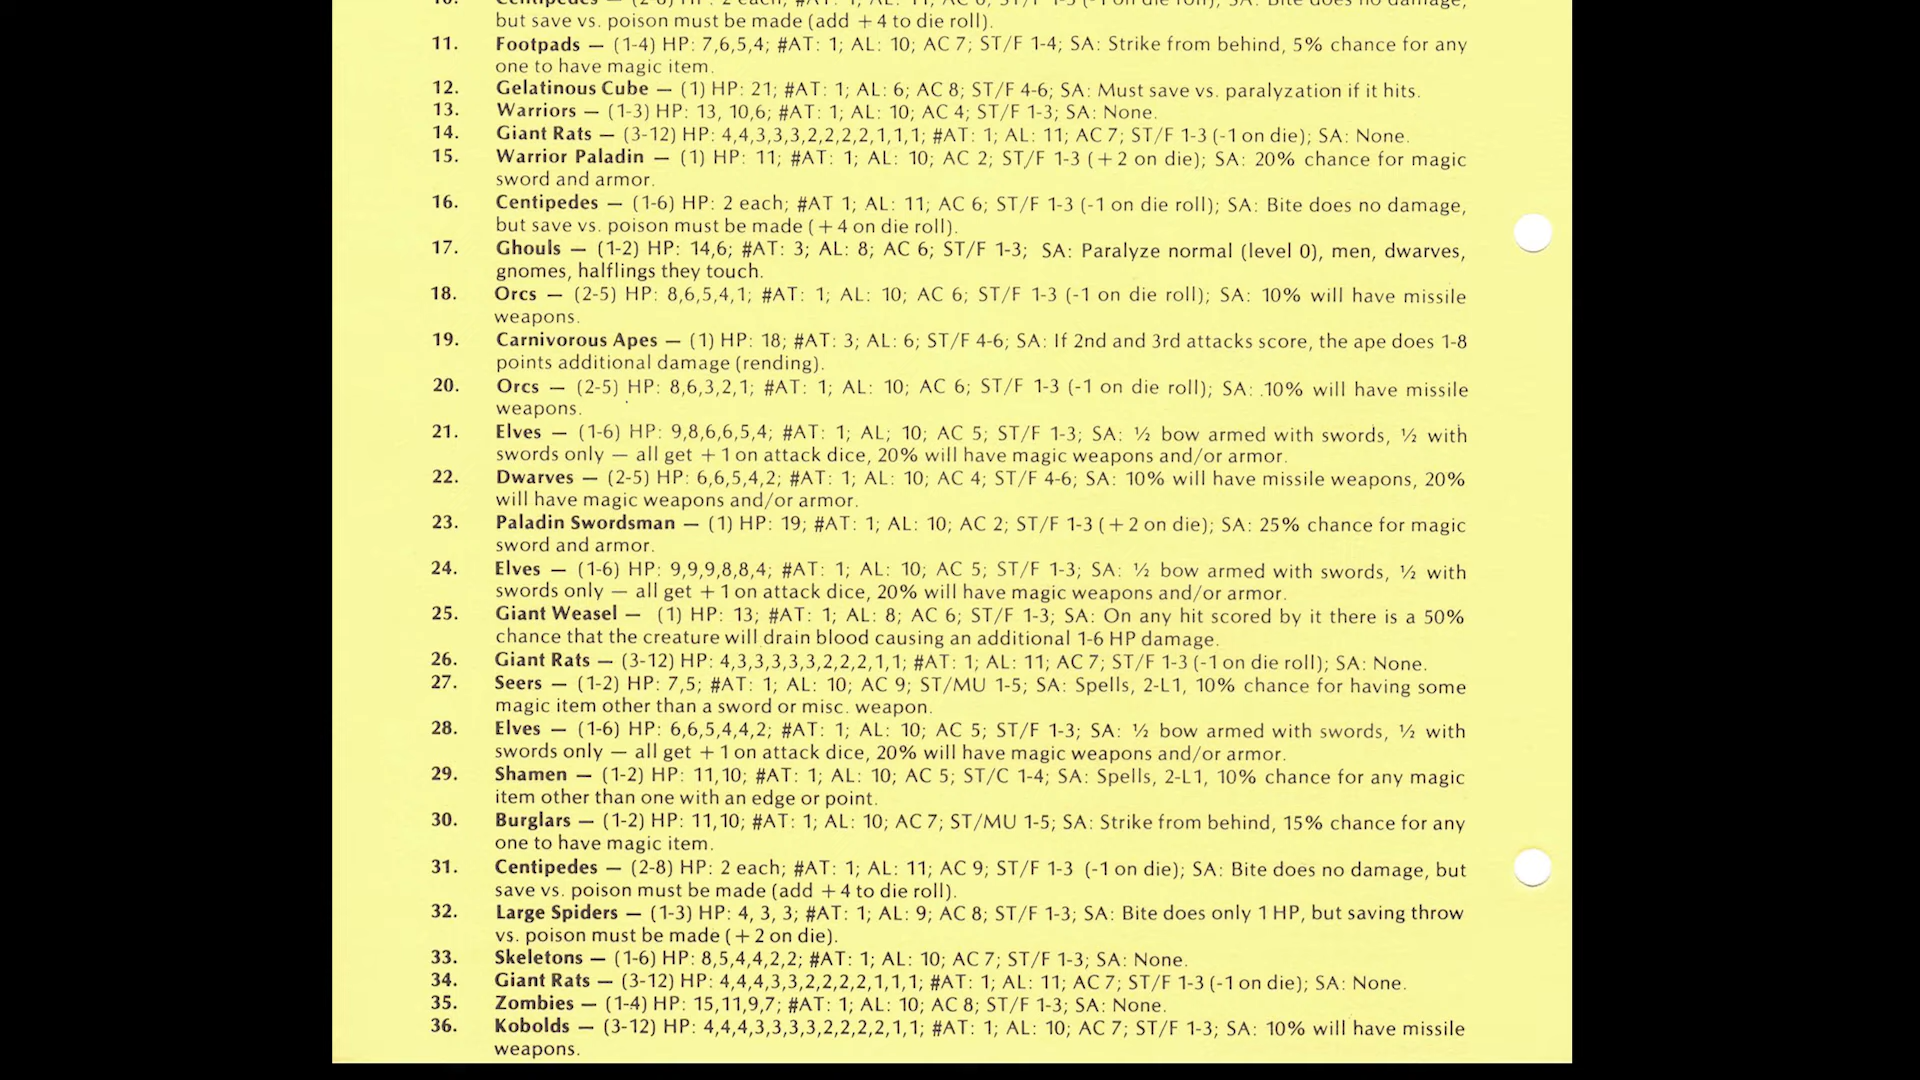 10. Centipedes — (2-8) HP: 2 each; #AT: 1; AL: 11; AC 6; ST/F 1-3 (-1 on die roll); SA: Bite does no damage,
but save vs. poison must be made (add +4 to die roll).
11. Footpads — (1-4) HP: 7,6,5,4; #AT: 1; AL: 10; AC 7; ST/F 1-4; SA: Strike from behind, 5% chance for any
one to have magic item.
12. Gelatinous Cube — (1) HP: 21; #AT: 1; AL: 6; AC 8; ST/F 4-6; SA: Must save vs. paralyzation if it hits.
13. Warriors — (1-3) HP: 13, 10,6; #AT: 1; AL: 10; AC 4; ST/F 1-3; SA: None.
14. Giant Rats — (3-12) HP: 4,4,3,3,3,2,2,2,2,1,1,1; #AT: 1; AL: 11; AC 7; ST/F 1-3 (-1 on die); SA: None.
15. Warrior Paladin — (1) HP: 11; #AT: 1; AL: 10; AC 2; ST/F 1-3 (+2 on die); SA: 20% chance for magic
sword and armor.
16. Centipedes — (1-6) HP: 2 each; #AT 1; AL: 11; AC 6; ST/F 1-3 (-1 on die roll); SA: Bite does no damage,
but save vs. poison must be made (+4 on die roll).
17. Ghouls — (1-2) HP: 14,6; #AT: 3; AL: 8; AC 6; ST/F 1-3; SA: Paralyze normal (level 0), men, dwarves,
gnomes, halflings they touch.
18. Orcs — (2-5) HP: 8,6,5,4,1; #AT: 1; AL: 10; AC 6; ST/F 1-3 (-1 on die roll); SA: 10% will have missile
weapons.
19. Carnivorous Apes — (1) HP: 18; #AT: 3; AL: 6; ST/F 4-6; SA: If 2nd and 3rd attacks score, the ape does 1-8
points additional damage (rending).
20. Orcs — (2-5) HP: 8,6,3,2,1; #AT: 1; AL: 10; AC 6; ST/F 1-3 (-1 on die roll); SA: .10% will have missile
weapons.
21. Elves — (1-6) HP: 9,8,6,6,5,4; #AT: 1; AL; 10; AC 5; ST/F 1-3; SA: ½ bow armed with swords, ½ with
swords only — all get +1 on attack dice, 20% will have magic weapons and/or armor.
22. Dwarves — (2-5) HP: 6,6,5,4,2; #AT: 1; AL: 10; AC 4; ST/F 4-6; SA: 10% will have missile weapons, 20%
will have magic weapons and/or armor.
23. Paladin Swordsman — (1) HP: 19; #AT: 1; AL: 10; AC 2; ST/F 1-3 (+2 on die); SA: 25% chance for magic
sword and armor.
24. Elves — (1-6) HP: 9,9,9,8,8,4; #AT: 1; AL: 10; AC 5; ST/F 1-3; SA: ½ bow armed with swords, ½ with
swords only — all get +1 on attack dice, 20% will have magic weapons and/or armor.
25. Giant Weasel — (1) HP: 13; #AT: 1; AL: 8; AC 6; ST/F 1-3; SA: On any hit scored by it there is a 50%
chance that the creature will drain blood causing an additional 1-6 HP damage.
26. Giant Rats — (3-12) HP: 4,3,3,3,3,3,2,2,2,2,1,1; #AT: 1; AL: 11; AC 7; ST/F 1-3 (-1 on die roll); SA: None.
27. Seers — (1-2) HP: 7,5; #AT: 1; AL: 10; AC 9; ST/MU 1-5; SA: Spells, 2-L1, 10% chance for having some
magic item other than a sword or misc. weapon.
28. Elves — (1-6) HP: 6,6,5,4,4,2; #AT: 1; AL: 10; AC 5; ST/F 1-3; SA: ½ bow armed with swords, ½ with
swords only — all get +1 on attack dice, 20% will have magic weapons and/or armor.
29. Shamen — (1-2) HP: 11,10; #AT: 1; AL: 10; AC 5; ST/C 1-4; SA: Spells, 2-L1, 10% chance for any magic
item other than one with an edge or point.
30. Burglars — (1-2) HP: 11,10; #AT: 1; AL: 10; AC 7; ST/MU 1-5; SA: Strike from behind, 15% chance for any
one to have magic item.
31. Centipedes — (2-8) HP: 2 each; #AT: 1; AL: 11; AC 9; ST/F 1-3 (-1 on die); SA: Bite does no damage, but
save vs. poison must be made (add +4 to die roll).
32. Large Spiders — (1-3) HP: 4, 3, 3; #AT: 1; AL: 9; AC 8; ST/F 1-3; SA: Bite does only 1 HP, but saving throw
vs. poison must be made (+2 on die).
33. Skeletons — (1-6) HP: 8,5,4,4,2,2; #AT: 1; AL: 10; AC 7; ST/F 1-3; SA: None.
34. Giant Rats — (3-12) HP: 4,4,4,3,3,2,2,2,2,1,1,1; #AT: 1; AL: 11; AC 7; ST/F 1-3 (-1 on die); SA: None.
35. Zombies — (1-4) HP: 15,11,9,7; #AT: 1; AL: 10; AC 8; ST/F 1-3; SA: None.
36. Kobolds — (3-12) HP: 4,4,4,3,3,3,3,2,2,2,2,1,1; #AT: 1; AL: 10; AC 7; ST/F 1-3; SA: 10% will have missile
weapons.